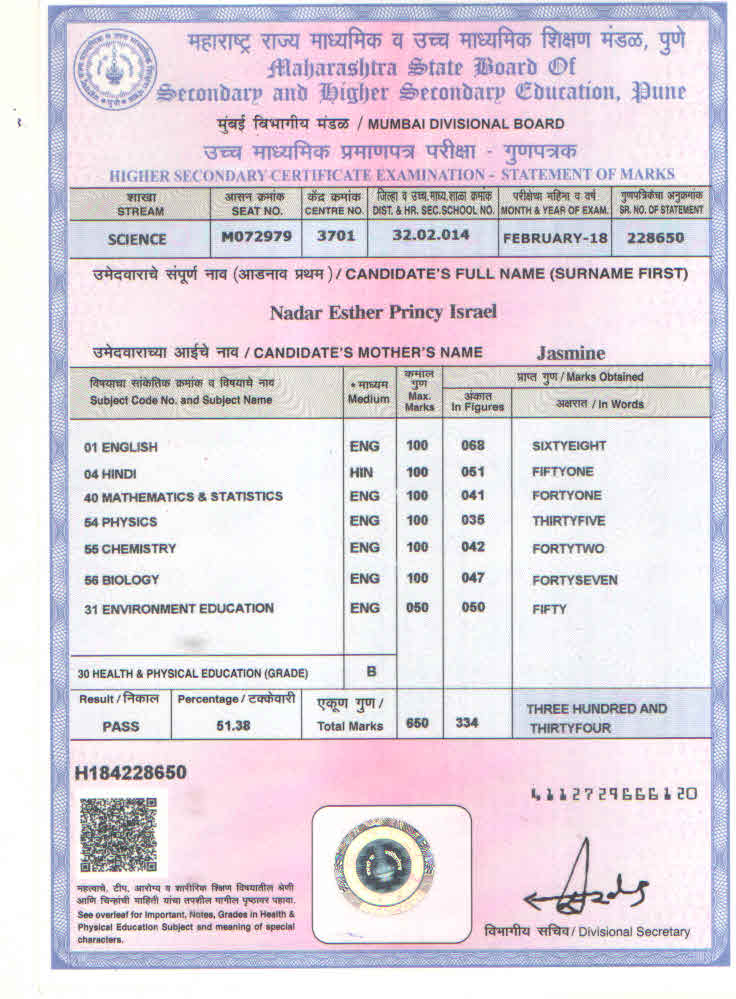 महाराष्ट्र राज्य माध्यमिक व उच्च माध्यमिक शिक्षण मंडळ, पुणे
Maharashtra State Board Of
Secondary and Higher Secondary Education, Pune
मुंबई विभागीय मंडळ / MUMBAI DIVISIONAL BOARD
उच्च माध्यमिक प्रमाणपत्र परीक्षा - गुणपत्रक
HIGHER SECONDARY CERTIFICATE EXAMINATION - STATEMENT OF MARKS
शाखा आसन क्रमांक केंद्र क्रमांक जिल्हा व उच्च.माध्य.शाळा क्रमांक परीक्षेचा महिना व वर्ष गुणपत्रिकेचा अनुक्रमांक
STREAM SEAT NO. CENTRE NO. DIST. & HR. SEC.SCHOOL NO. MONTH & YEAR OF EXAM. SR. NO. OF STATEMENT
SCIENCE M072979 3701 32.02.014 FEBRUARY-18 228650
उमेदवाराचे संपूर्ण नाव (आडनाव प्रथम) / CANDIDATE'S FULL NAME (SURNAME FIRST)
Nadar Esther Princy Israel
उमेदवाराच्या आईचे नाव / CANDIDATE'S MOTHER'S NAME Jasmine
विषयाचा सांकेतिक क्रमांक व विषयाचे नाव
Subject Code No. and Subject Name
• माध्यम
Medium
कमाल
गुण
Max.
Marks
प्राप्त गुण / Marks Obtained
अंकात
In Figures
अक्षरात / In Words
01 ENGLISH ENG 100 068 SIXTYEIGHT
04 HINDI HIN 100 051 FIFTYONE
40 MATHEMATICS & STATISTICS ENG 100 041 FORTYONE
54 PHYSICS ENG 100 035 THIRTYFIVE
55 CHEMISTRY ENG 100 042 FORTYTWO
56 BIOLOGY ENG 100 047 FORTYSEVEN
31 ENVIRONMENT EDUCATION ENG 050 050 FIFTY
30 HEALTH & PHYSICAL EDUCATION (GRADE) B
Result / निकाल Percentage / टक्केवारी एकूण गुण /
PASS 51.38 Total Marks 650 334 THREE HUNDRED AND
THIRTYFOUR
H184228650
4112729666120
महत्वाचे, टीप, आरोग्य व शारीरिक शिक्षण विषयातील श्रेणी
आणि चिन्हांची माहिती यांचा तपशील मागील पृष्ठावर पहावा.
See overleaf for Important, Notes, Grades in Health &
Physical Education Subject and meaning of special
characters.
विभागीय सचिव / Divisional Secretary